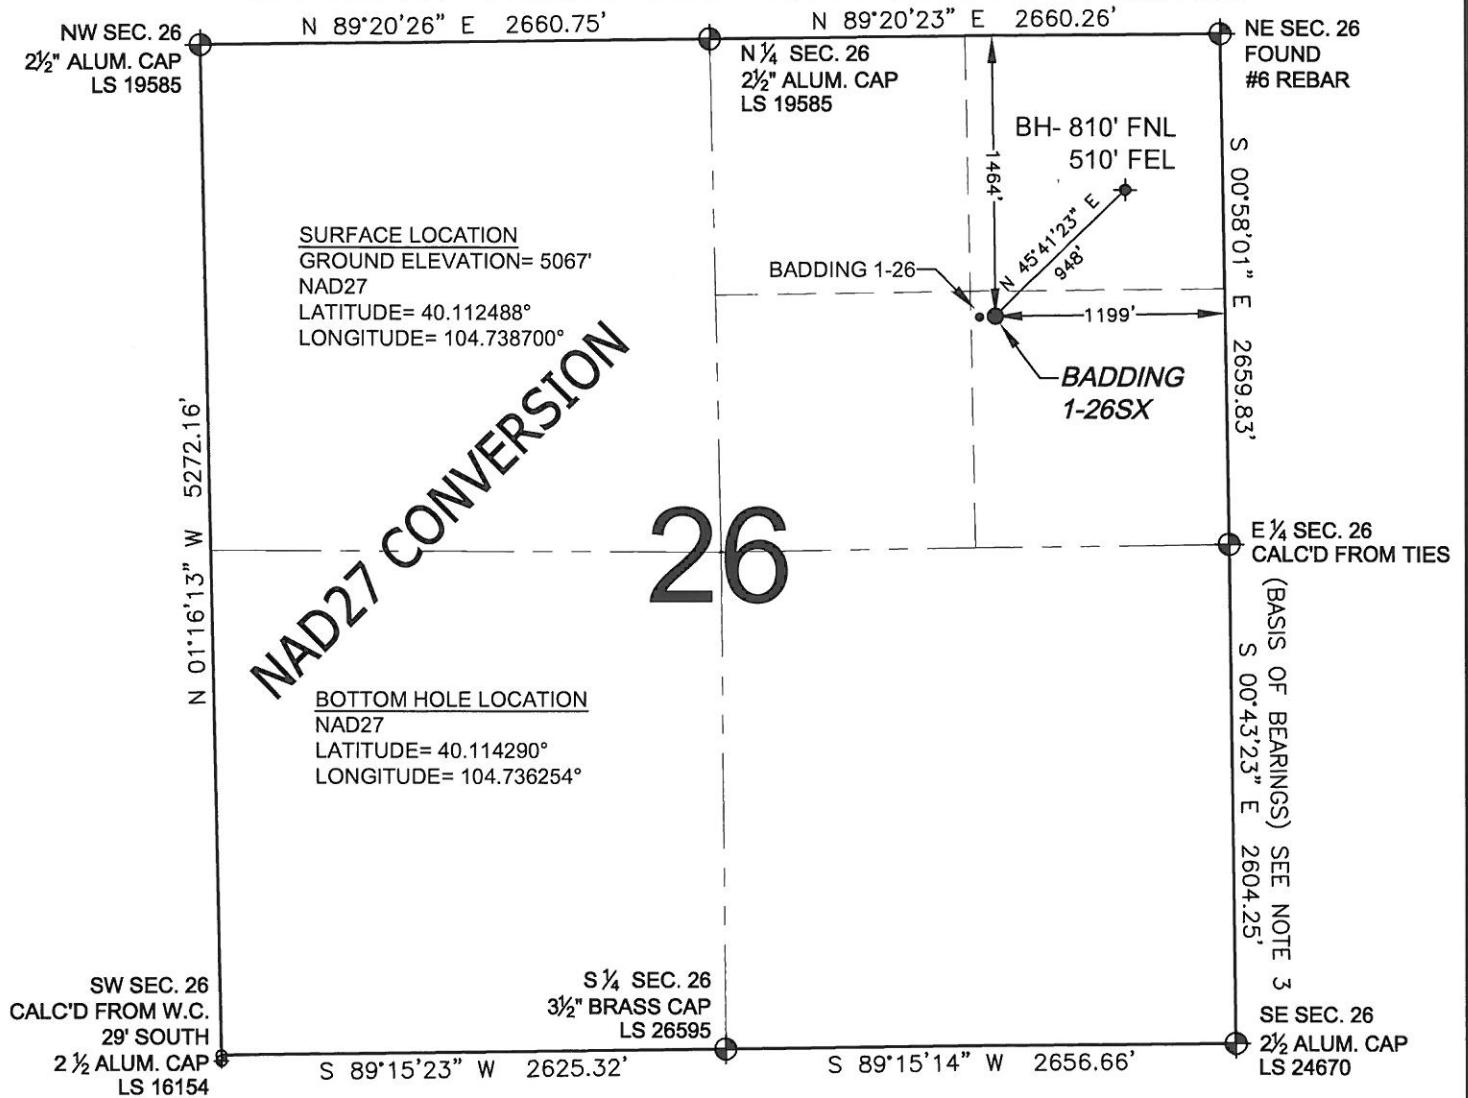 N 89°20'26" E 2660.75'
N 89°20'23" E 2660.26'
NW SEC. 26
2½" ALUM. CAP
LS 19585
N ¼ SEC. 26
2½" ALUM. CAP
LS 19585
NE SEC. 26
FOUND
#6 REBAR
BH- 810' FNL
510' FEL
1464'
N 45°41'23" E
948'
S 00°58'01" E 2659.83'
SURFACE LOCATION
GROUND ELEVATION= 5067'
NAD27
LATITUDE= 40.112488°
LONGITUDE= 104.738700°
BADDING 1-26
1199'
BADDING
1-26SX
NAD27 CONVERSION
N 01°16'13" W 5272.16'
26
E ¼ SEC. 26
CALC'D FROM TIES
(BASIS OF BEARINGS) SEE NOTE 3
S 00°43'23" E 2604.25'
BOTTOM HOLE LOCATION
NAD27
LATITUDE= 40.114290°
LONGITUDE= 104.736254°
SW SEC. 26
CALC'D FROM W.C.
29' SOUTH
2 ½ ALUM. CAP
LS 16154
S ¼ SEC. 26
3½" BRASS CAP
LS 26595
SE SEC. 26
2½ ALUM. CAP
LS 24670
S 89°15'23" W 2625.32'
S 89°15'14" W 2656.66'